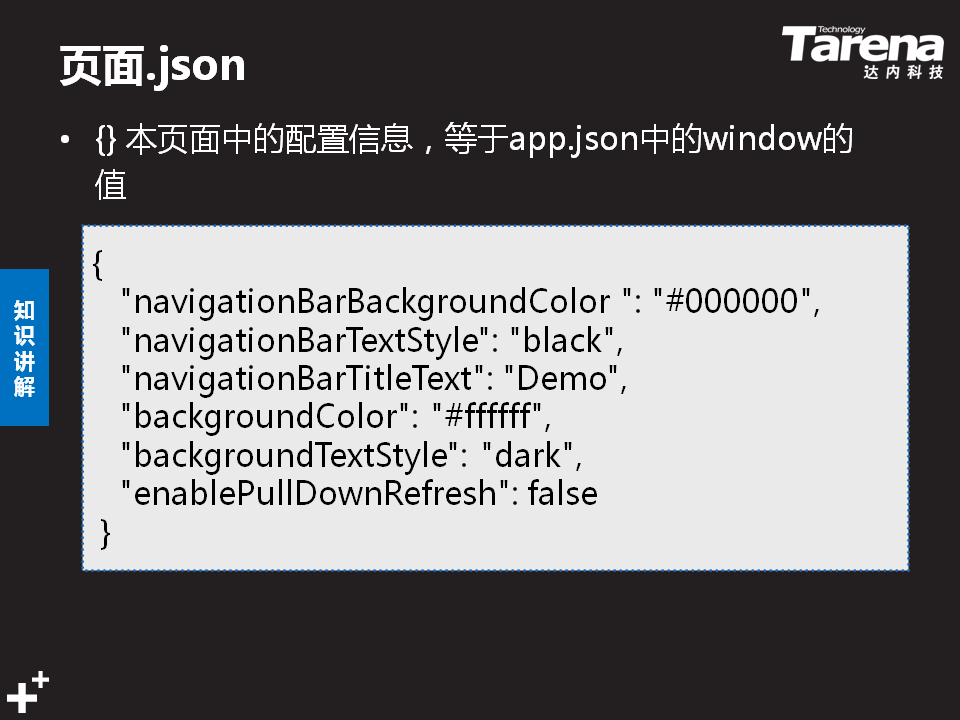 页面.json
Technology
Tarena
达内科技
• {} 本页面中的配置信息，等于app.json中的window的
值
知识讲解
{
"navigationBarBackgroundColor ": "#000000",
"navigationBarTextStyle": "black",
"navigationBarTitleText": "Demo",
"backgroundColor": "#ffffff",
"backgroundTextStyle": "dark",
"enablePullDownRefresh": false
}